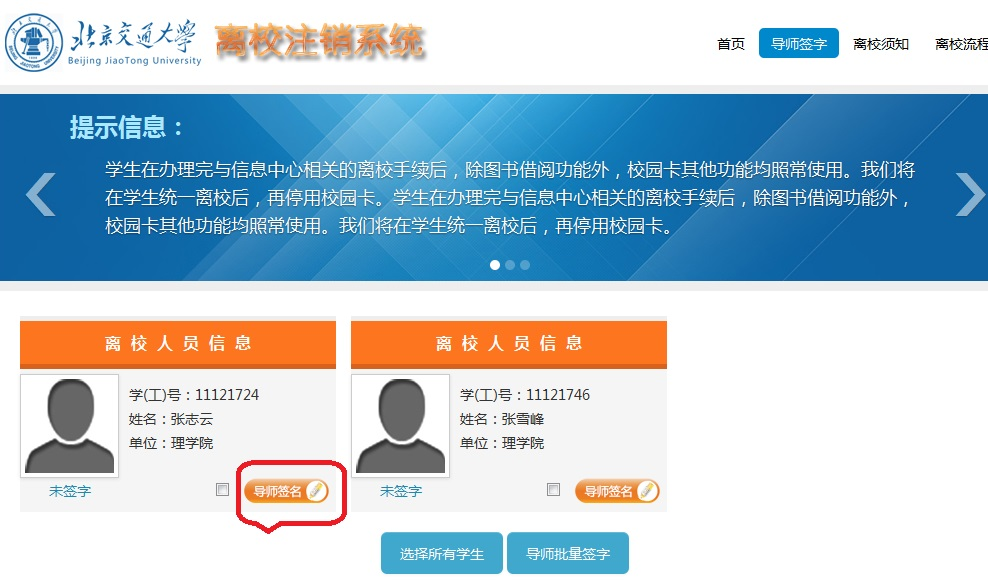 北京交通大学
Beijing JiaoTong University
离校注销系统
首页 导师签字 离校须知 离校流程
提示信息：
学生在办理完与信息中心相关的离校手续后，除图书借阅功能外，校园卡其他功能均照常使用。我们将
在学生统一离校后，再停用校园卡。学生在办理完与信息中心相关的离校手续后，除图书借阅功能外，
校园卡其他功能均照常使用。我们将在学生统一离校后，再停用校园卡。
离校人员信息
学(工)号：11121724
姓名：张志云
单位：理学院
未签字 导师签名
离校人员信息
学(工)号：11121746
姓名：张雪峰
单位：理学院
未签字 导师签名
选择所有学生 导师批量签字